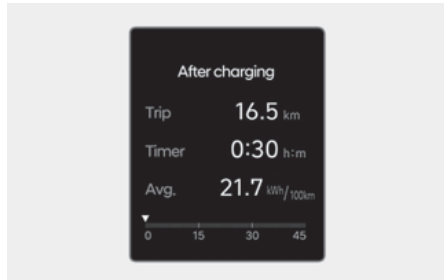 After charging
Trip 16.5 km
Timer 0:30 h:m
Avg. 21.7 kWh/100km
0 15 30 45